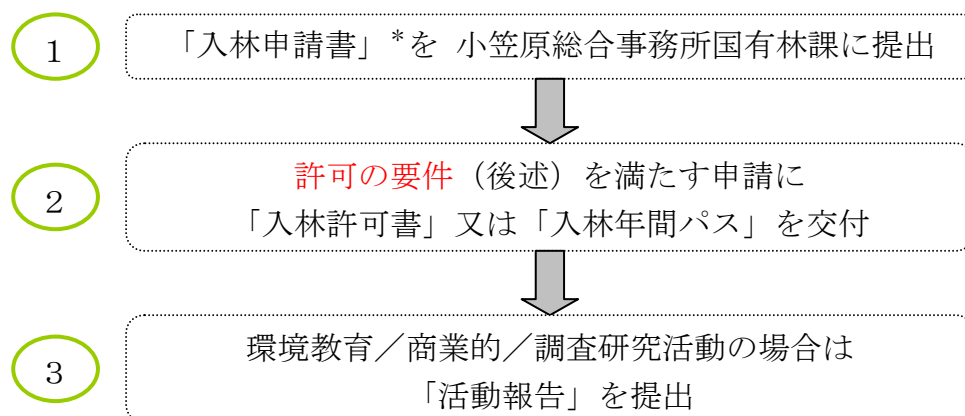 1
「入林申請書」*を 小笠原総合事務所国有林課に提出
2
許可の要件（後述）を満たす申請に
「入林許可書」又は「入林年間パス」を交付
3
環境教育／商業的／調査研究活動の場合は
「活動報告」を提出